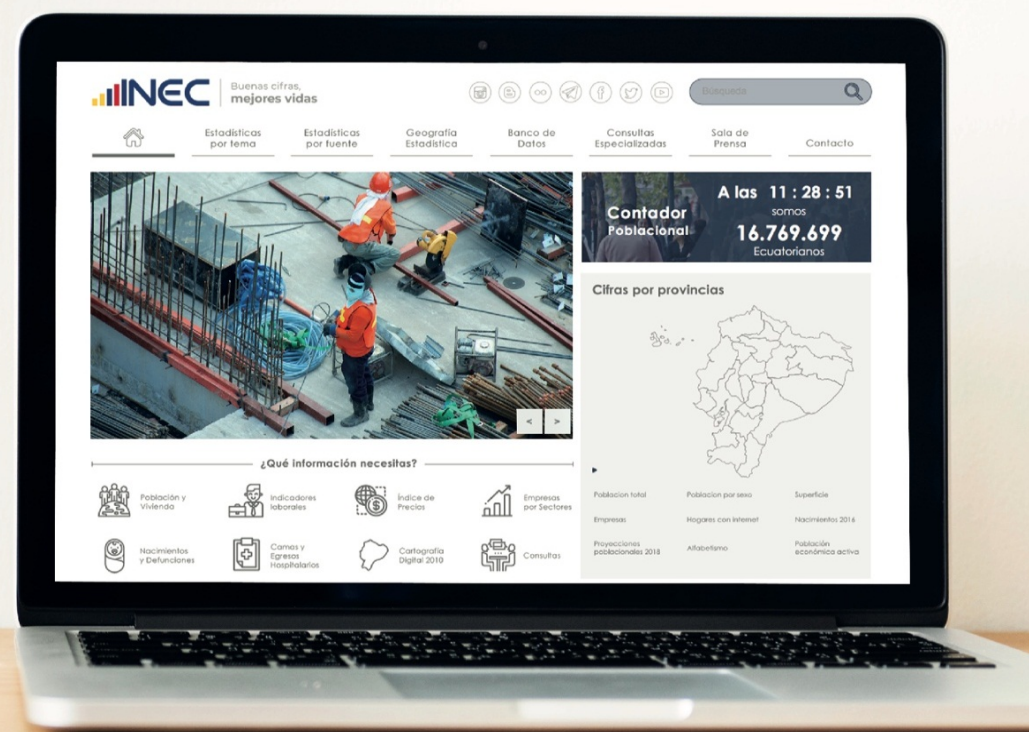 INEC
Buenas cifras,
mejores vidas
Búsqueda
Estadísticas
por tema
Estadísticas
por fuente
Geografía
Estadística
Banco de
Datos
Consultas
Especializadas
Sala de
Prensa
Contacto
Contador
Poblacional
A las 11 : 28 : 51
somos
16.769.699
Ecuatorianos
< >
Cifras por provincias
¿Qué información necesitas?
Población y
Vivienda
Indicadores
laborales
Índice de
Precios
Empresas
por Sectores
Nacimientos
y Defunciones
Camas y
Egresos
Hospitalarios
Cartografía
Digital 2010
Consultas
Poblacion total
Poblacion por sexo
Superficie
Empresas
Hogares con internet
Nacimientos 2016
Proyecciones
poblacionales 2018
Alfabetismo
Población
económica activa